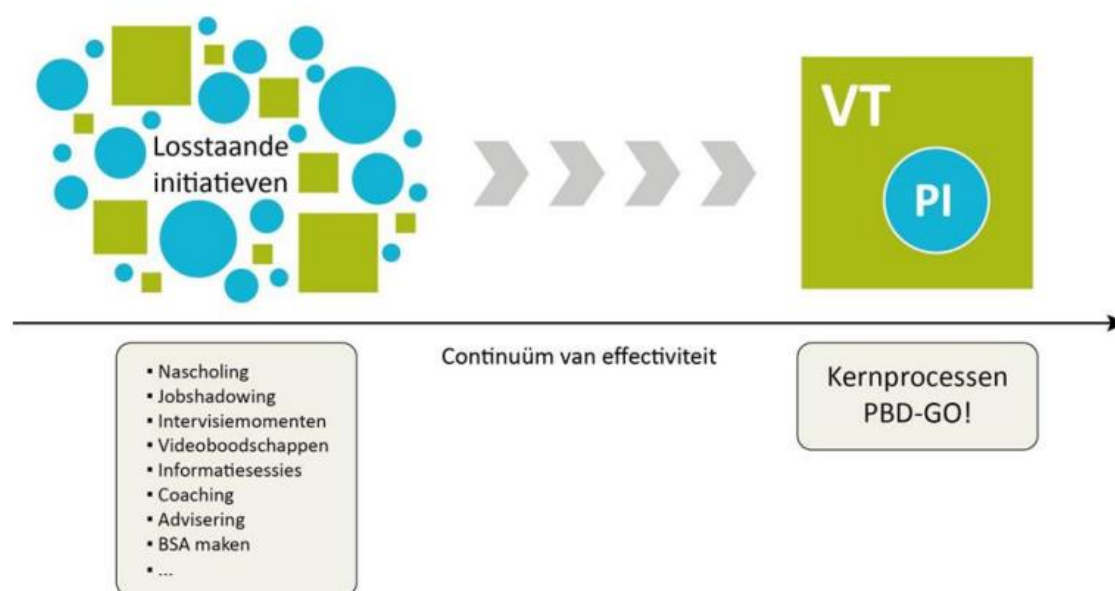 Losstaande
initiatieven
VT
PI
Continuüm van effectiviteit
▪ Nascholing
▪ Jobshadowing
▪ Intervisiemomenten
▪ Videoboodschappen
▪ Informatiesessies
▪ Coaching
▪ Advisering
▪ BSA maken
▪ ...
Kernprocessen
PBD-GO!